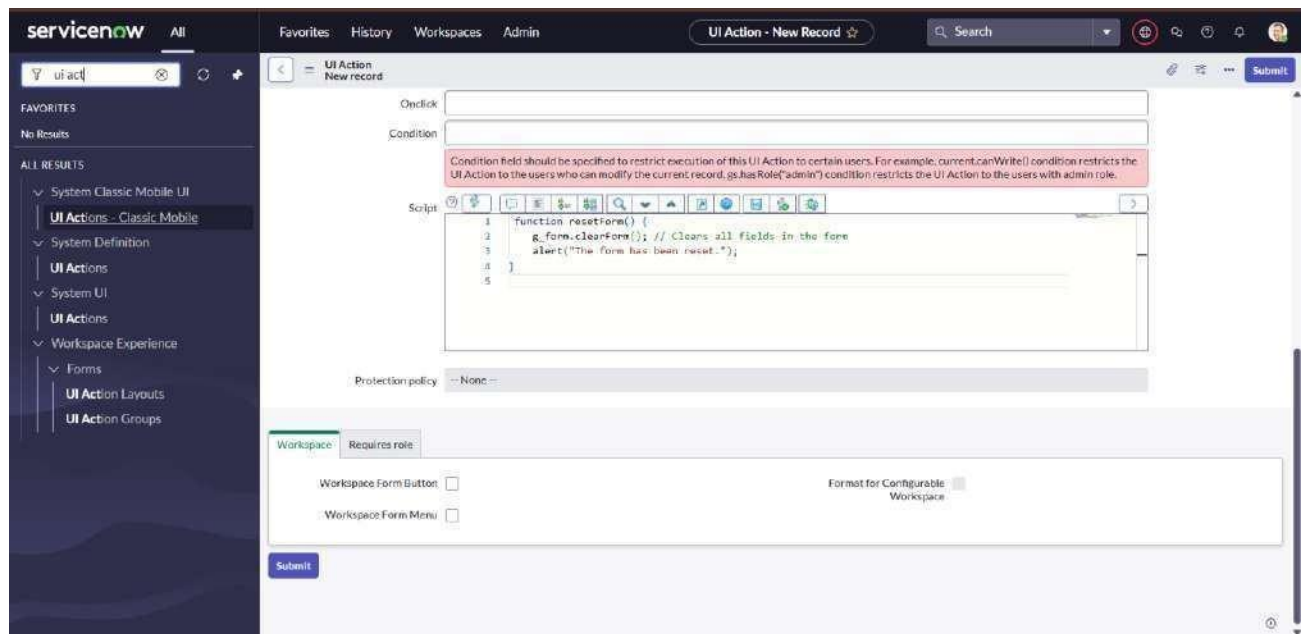 servicenow All Favorites History Workspaces Admin UI Action - New Record Search
ui act
UI Action
New record
Submit
FAVORITES
No Results
ALL RESULTS
System Classic Mobile UI
UI Actions - Classic Mobile
System Definition
UI Actions
System UI
UI Actions
Workspace Experience
Forms
UI Action Layouts
UI Action Groups
Onclick
Condition
Condition field should be specified to restrict execution of this UI Action to certain users. For example, current.canWrite() condition restricts the
UI Action to the users who can modify the current record, gs.hasRole("admin") condition restricts the UI Action to the users with admin role.
Script
1 function resetForm() {
2 g_form.clearForm(); // Clears all fields in the form
3 alert("The form has been reset.");
4 }
5
Protection policy -- None --
Workspace Requires role
Workspace Form Button
Format for Configurable
Workspace
Workspace Form Menu
Submit